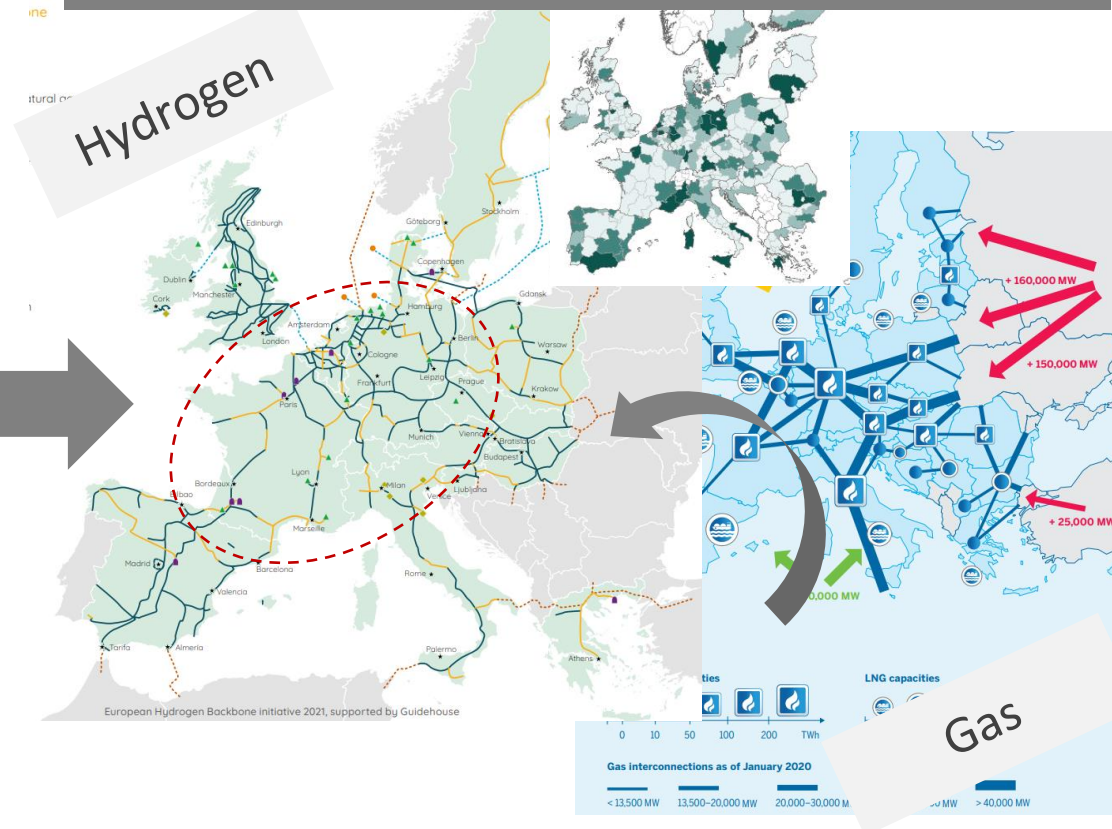 Hydrogen
Edinburgh
Göteborg
Stockholm
Copenhagen
Dublin
Manchester
Cork
Gdansk
Hamburg
Amsterdam
London
Berlin
Warsaw
Cologne
Leipzig
Prague
Krakow
Frankfurt
Paris
Munich
Vienna
Bratislava
Budapest
Lyon
Bordeaux
Milan
Venice
Ljubljana
Bilbao
Marseille
Madrid
Barcelona
Rome
Valencia
Tarifa
Almería
Palermo
Athens
European Hydrogen Backbone initiative 2021, supported by Guidehouse
+ 160,000 MW
+ 150,000 MW
+ 25,000 MW
0,000 MW
LNG capacities
Gas
0 10 50 100 200 TWh
Gas interconnections as of January 2020
< 13,500 MW 13,500–20,000 MW 20,000–30,000 M MW > 40,000 MW